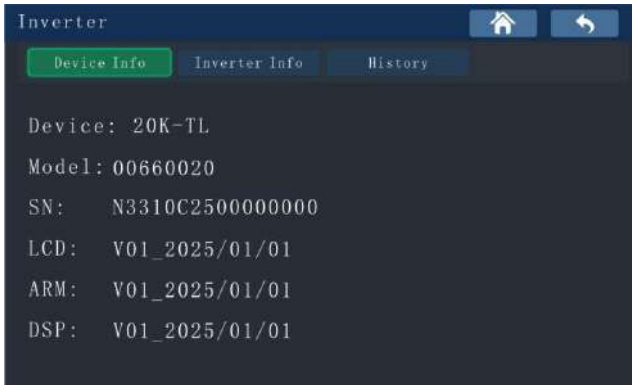 Inverter
Device Info Inverter Info History
Device: 20K-TL
Model: 00660020
SN: N3310C2500000000
LCD: V01_2025/01/01
ARM: V01_2025/01/01
DSP: V01_2025/01/01